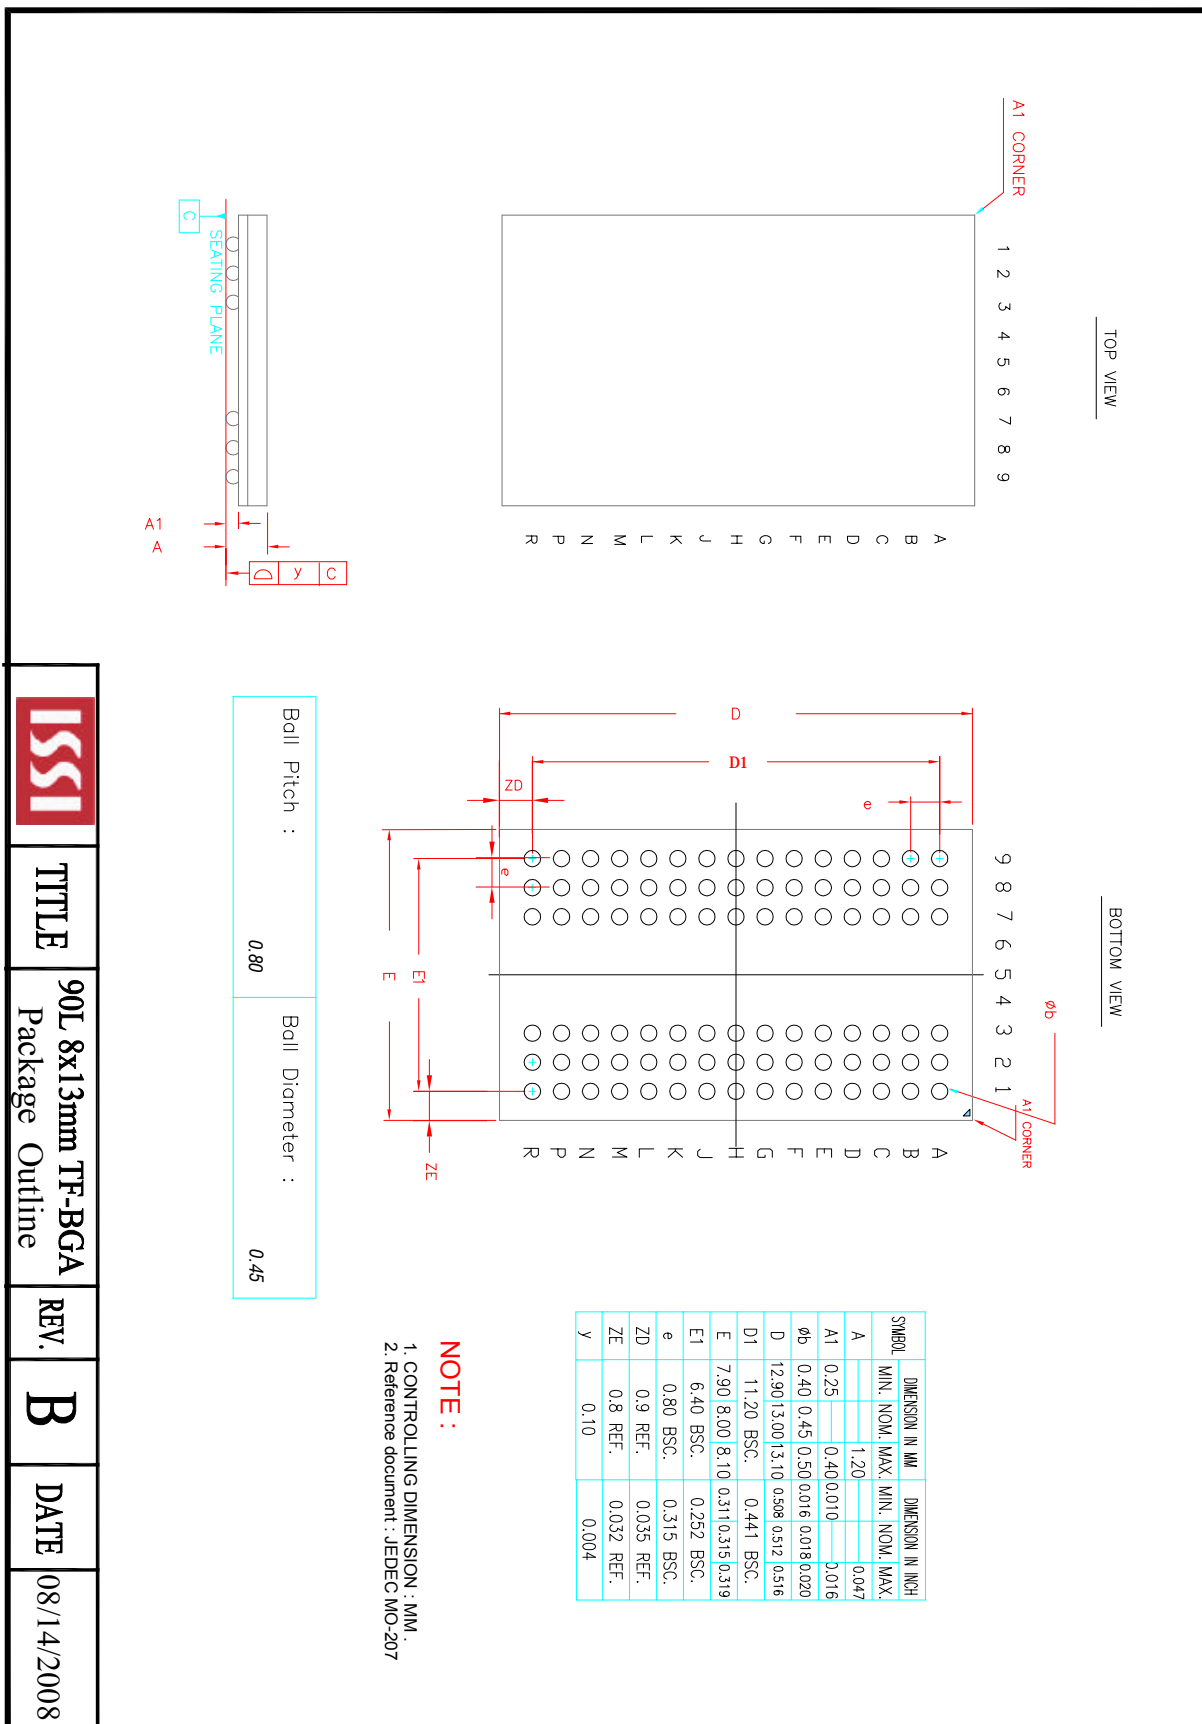 TOP VIEW
A1 CORNER
1 2 3 4 5 6 7 8 9
A
B
C
D
E
F
G
H
J
K
L
M
N
P
R
SEATING PLANE
C
A1
A
y C
BOTTOM VIEW
Øb
A1 CORNER
9 8 7 6 5 4 3 2 1
A
B
C
D
E
F
G
H
J
K
L
M
N
P
R
D
D1
ZD
e
e
E1
E
ZE
SYMBOL DIMENSION IN MM DIMENSION IN INCH
MIN. NOM. MAX. MIN. NOM. MAX.
A 1.20 0.047
A1 0.25 0.40 0.010 0.016
Øb 0.40 0.45 0.50 0.016 0.018 0.020
D 12.90 13.00 13.10 0.508 0.512 0.516
D1 11.20 BSC. 0.441 BSC.
E 7.90 8.00 8.10 0.311 0.315 0.319
E1 6.40 BSC. 0.252 BSC.
e 0.80 BSC. 0.315 BSC.
ZD 0.9 REF. 0.035 REF.
ZE 0.8 REF. 0.032 REF.
y 0.10 0.004
NOTE :
1. CONTROLLING DIMENSION : MM .
2. Reference document : JEDEC MO-207
Ball Pitch : Ball Diameter :
0.80 0.45
ISSI
TITLE
90L 8x13mm TF-BGA
Package Outline
REV.
B
DATE
08/14/2008